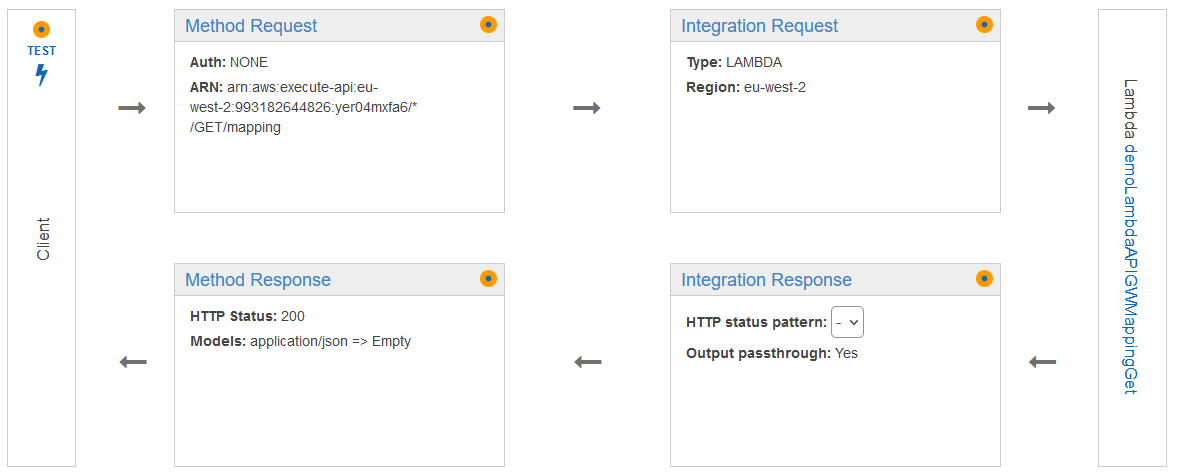 TEST
Client
Method Request
Auth: NONE
ARN: arn:aws:execute-api:eu-
west-2:993182644826:yer04mxfa6/*
/GET/mapping
Integration Request
Type: LAMBDA
Region: eu-west-2
Lambda demoLambdaAPIGWMappingGet
Method Response
HTTP Status: 200
Models: application/json => Empty
Integration Response
HTTP status pattern: -
Output passthrough: Yes